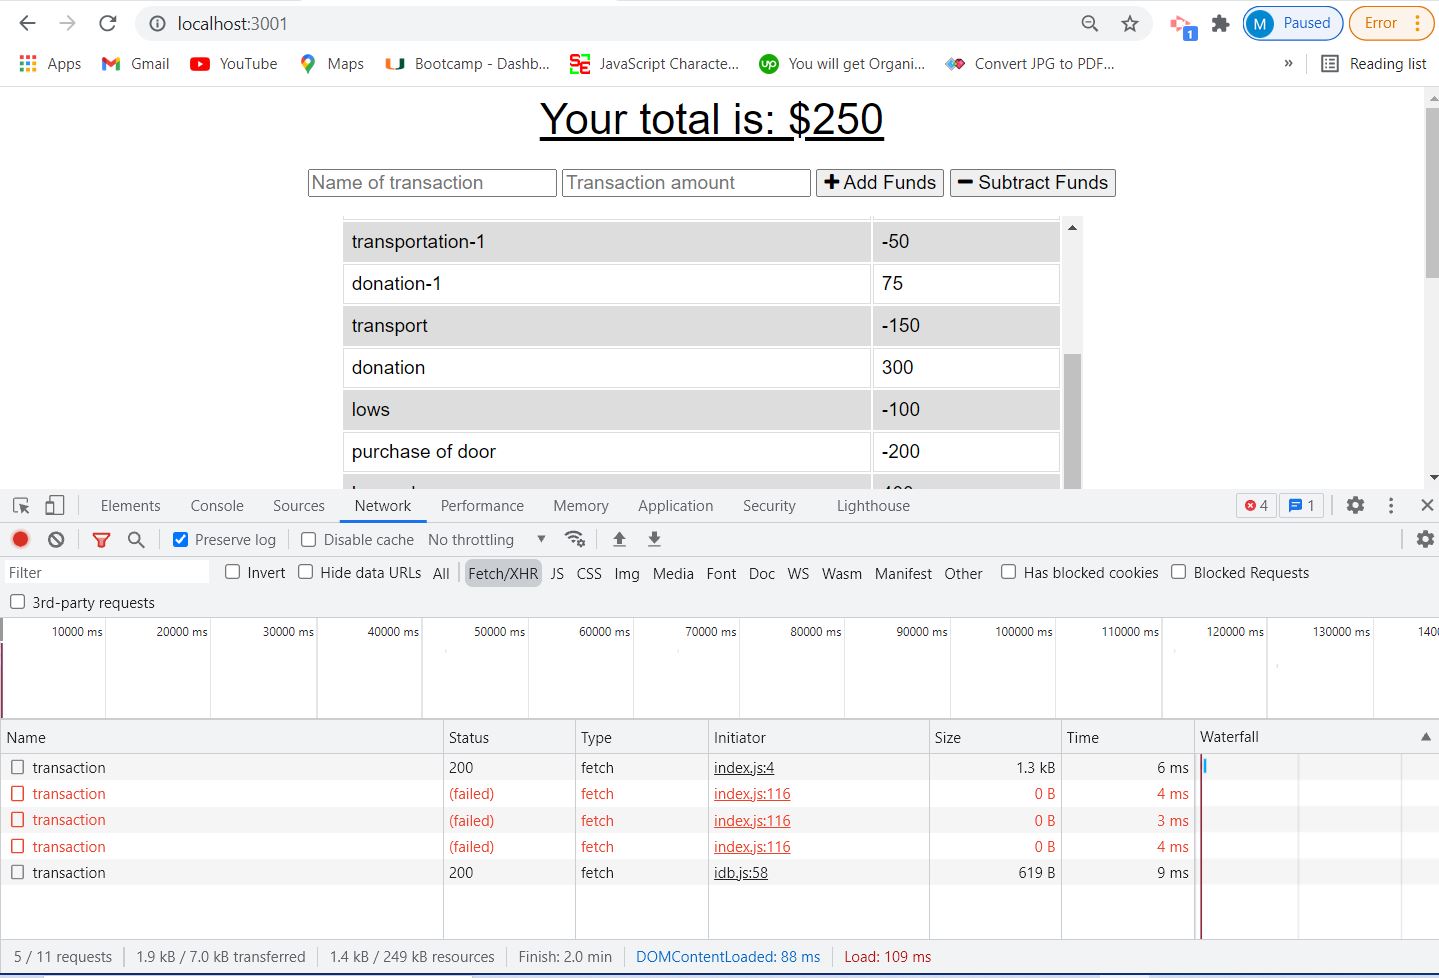 localhost:3001
1
M Paused
Error
Apps
Gmail
YouTube
Maps
Bootcamp - Dashb...
JavaScript Characte...
You will get Organi...
Convert JPG to PDF...
»
Reading list
Your total is: $250
Name of transaction
Transaction amount
Add Funds
Subtract Funds
transportation-1 -50
donation-1 75
transport -150
donation 300
lows -100
purchase of door -200
Elements Console Sources Network Performance Memory Application Security Lighthouse 4 1
Preserve log Disable cache No throttling
Filter Invert Hide data URLs All Fetch/XHR JS CSS Img Media Font Doc WS Wasm Manifest Other Has blocked cookies Blocked Requests
3rd-party requests
10000 ms 20000 ms 30000 ms 40000 ms 50000 ms 60000 ms 70000 ms 80000 ms 90000 ms 100000 ms 110000 ms 120000 ms 130000 ms 1400
Name Status Type Initiator Size Time Waterfall
transaction 200 fetch index.js:4 1.3 kB 6 ms
transaction (failed) fetch index.js:116 0 B 4 ms
transaction (failed) fetch index.js:116 0 B 3 ms
transaction (failed) fetch index.js:116 0 B 4 ms
transaction 200 fetch idb.js:58 619 B 9 ms
5 / 11 requests 1.9 kB / 7.0 kB transferred 1.4 kB / 249 kB resources Finish: 2.0 min DOMContentLoaded: 88 ms Load: 109 ms